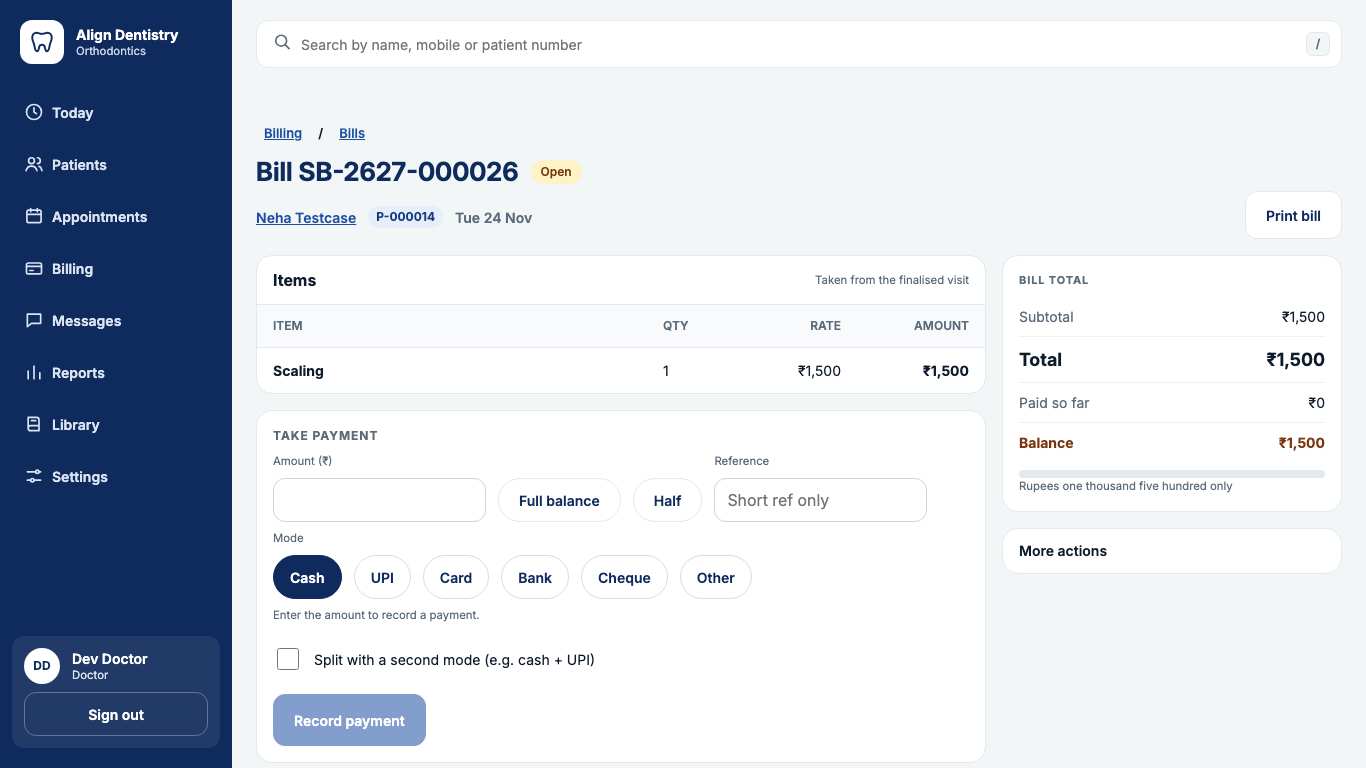 Align Dentistry
Orthodontics
Today
Patients
Appointments
Billing
Messages
Reports
Library
Settings
DD
Dev Doctor
Doctor
Sign out
Search by name, mobile or patient number
/
Billing / Bills
Bill SB-2627-000026 Open
Neha Testcase P-000014 Tue 24 Nov
Print bill
Items Taken from the finalised visit
ITEM QTY RATE AMOUNT
Scaling 1 ₹1,500 ₹1,500
TAKE PAYMENT
Amount (₹) Reference
Full balance Half Short ref only
Mode
Cash UPI Card Bank Cheque Other
Enter the amount to record a payment.
Split with a second mode (e.g. cash + UPI)
Record payment
BILL TOTAL
Subtotal ₹1,500
Total ₹1,500
Paid so far ₹0
Balance ₹1,500
Rupees one thousand five hundred only
More actions